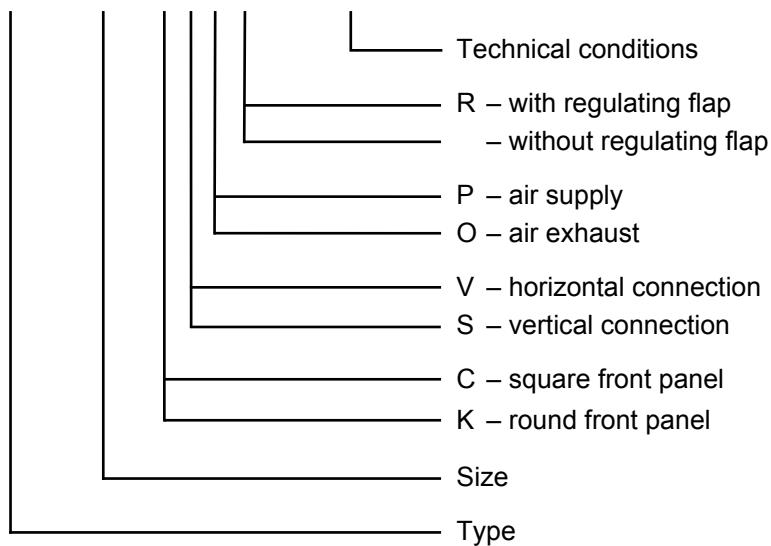 Technical conditions
R – with regulating flap
– without regulating flap
P – air supply
O – air exhaust
V – horizontal connection
S – vertical connection
C – square front panel
K – round front panel
Size
Type